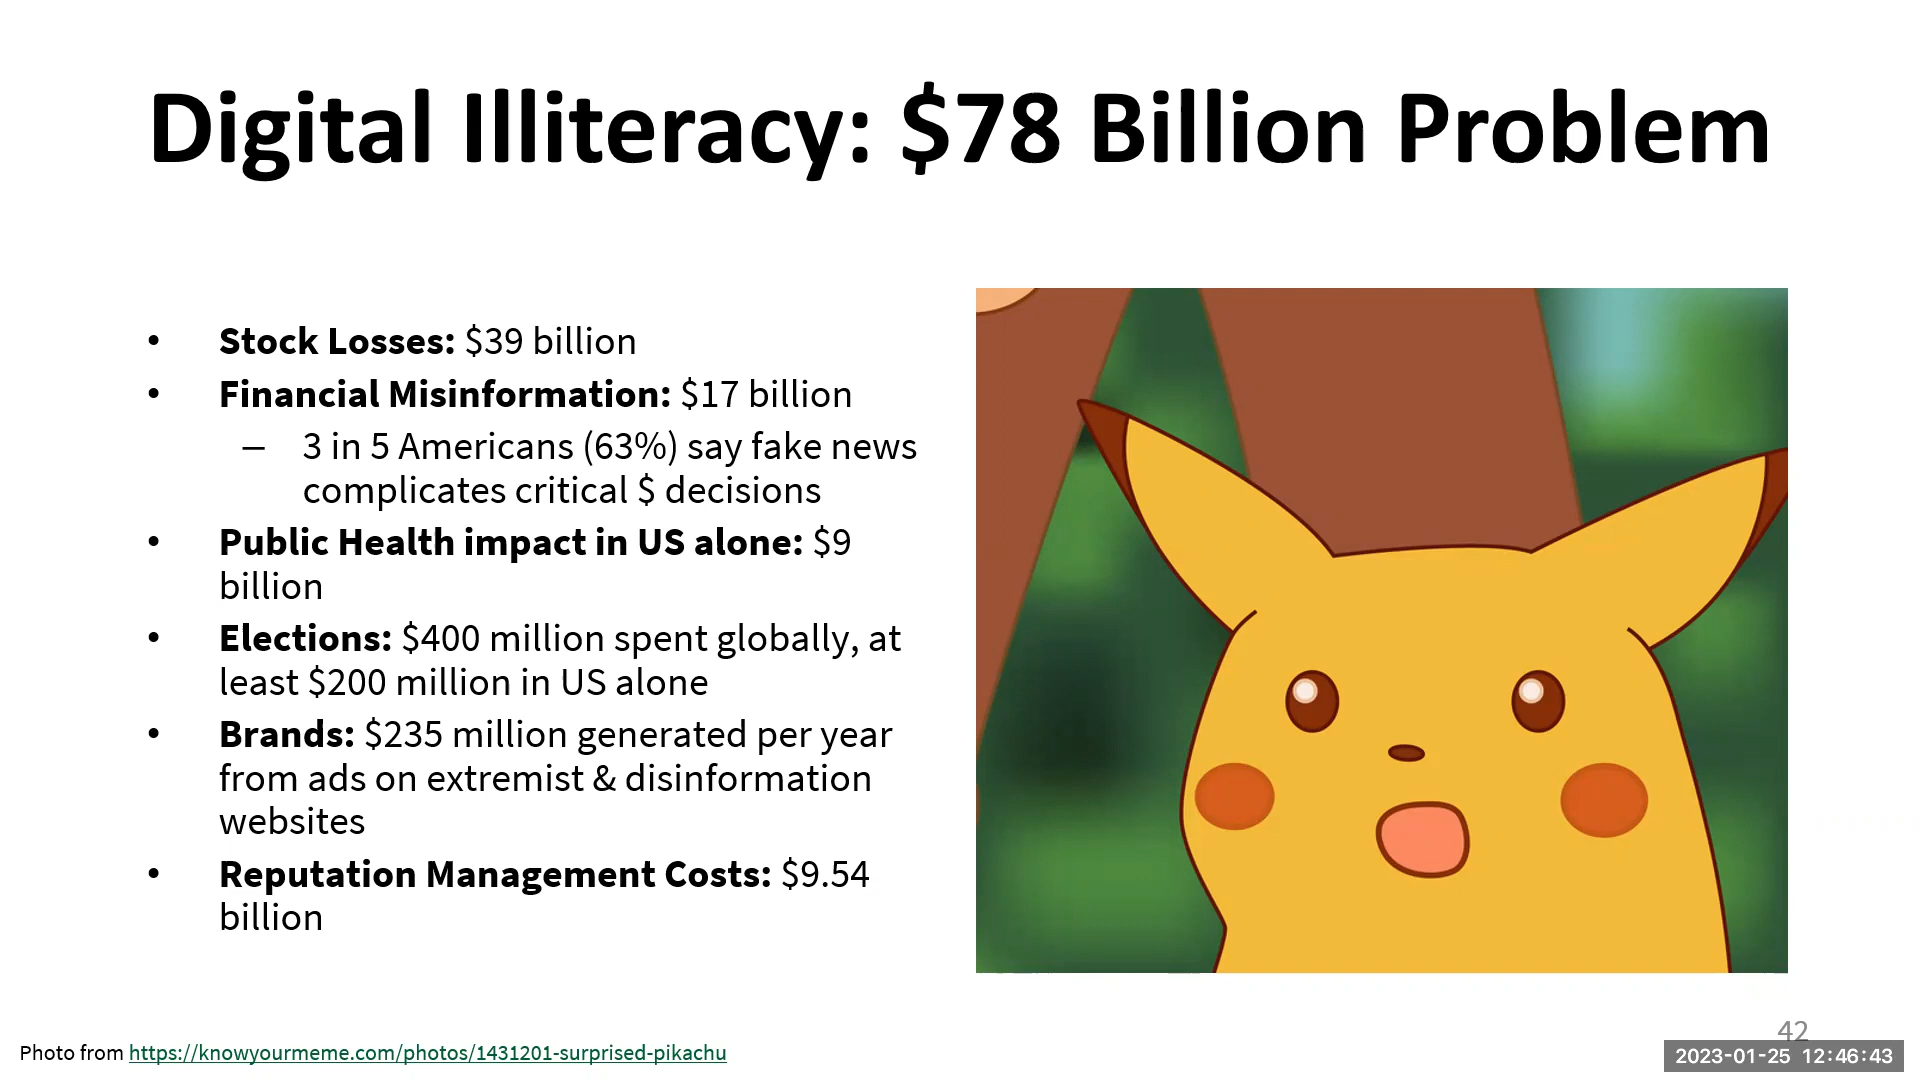 Digital Illiteracy: $78 Billion Problem
• Stock Losses: $39 billion
• Financial Misinformation: $17 billion
– 3 in 5 Americans (63%) say fake news
complicates critical $ decisions
• Public Health impact in US alone: $9
billion
• Elections: $400 million spent globally, at
least $200 million in US alone
• Brands: $235 million generated per year
from ads on extremist & disinformation
websites
• Reputation Management Costs: $9.54
billion
42
Photo from https://knowyourmeme.com/photos/1431201-surprised-pikachu
2023-01-25 12:46:43